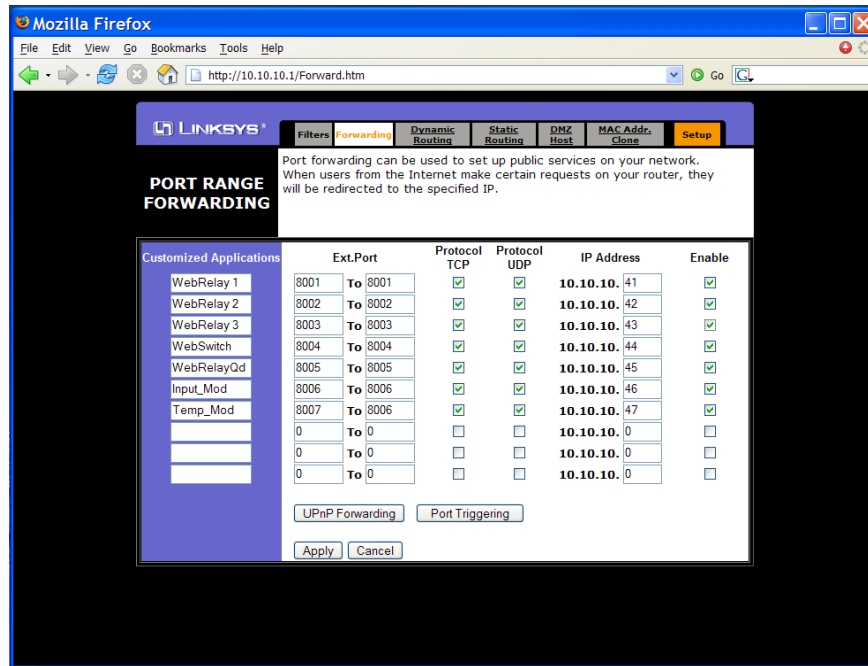 Mozilla Firefox
File Edit View Go Bookmarks Tools Help
http://10.10.10.1/Forward.htm Go G
LINKSYS®
Filters Forwarding Dynamic Routing Static Routing DMZ Host MAC Addr. Clone Setup
PORT RANGE
FORWARDING
Port forwarding can be used to set up public services on your network.
When users from the Internet make certain requests on your router, they
will be redirected to the specified IP.
Customized Applications Ext.Port Protocol TCP Protocol UDP IP Address Enable
WebRelay 1 8001 To 8001 10.10.10. 41
WebRelay 2 8002 To 8002 10.10.10. 42
WebRelay 3 8003 To 8003 10.10.10. 43
WebSwitch 8004 To 8004 10.10.10. 44
WebRelayQd 8005 To 8005 10.10.10. 45
Input_Mod 8006 To 8006 10.10.10. 46
Temp_Mod 8007 To 8006 10.10.10. 47
0 To 0 10.10.10. 0
0 To 0 10.10.10. 0
0 To 0 10.10.10. 0
UPnP Forwarding Port Triggering
Apply Cancel